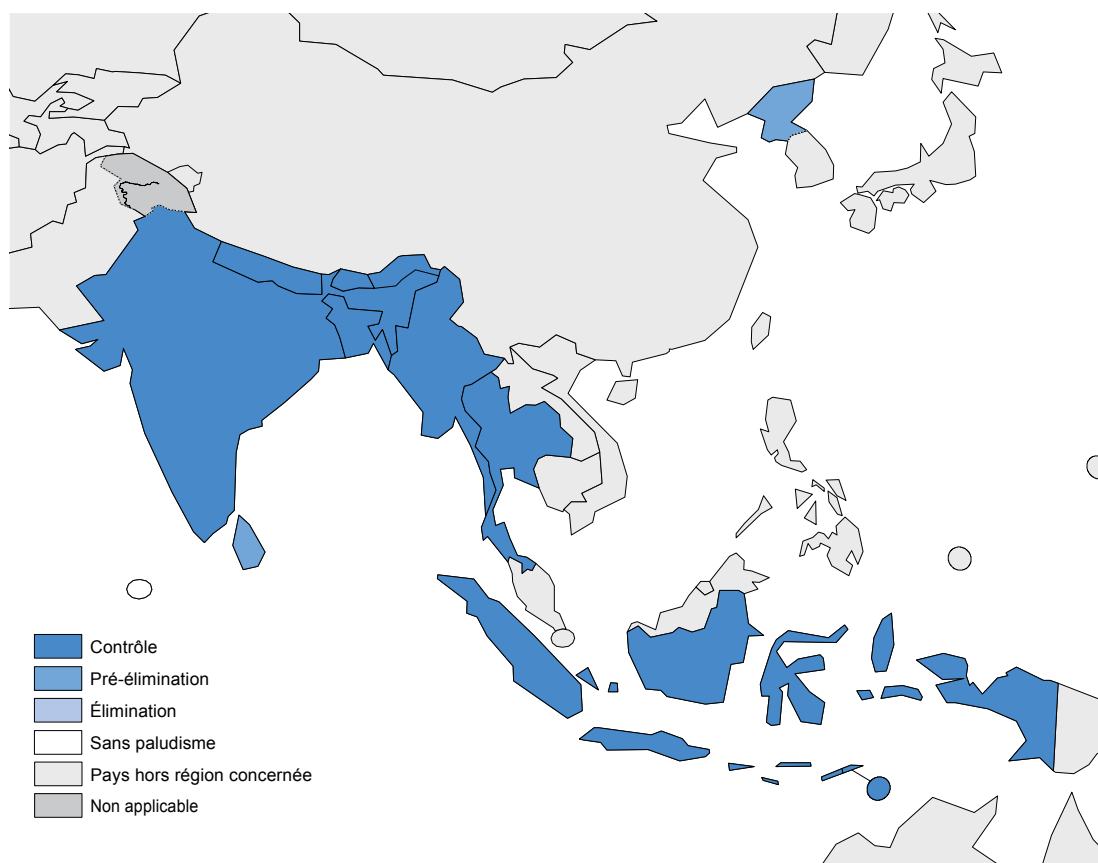 Contrôle
Pré-élimination
Élimination
Sans paludisme
Pays hors région concernée
Non applicable